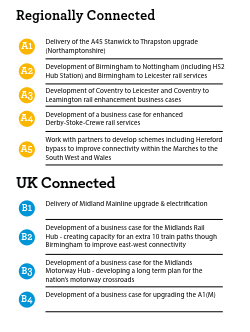 Regionally Connected
A1
Delivery of the A45 Stanwick to Thrapston upgrade
(Northamptonshire)
A2
Development of Birmingham to Nottingham (including HS2
Hub Station) and Birmingham to Leicester rail services
A3
Development of Coventry to Leicester and Coventry to
Leamington rail enhancement business cases
A4
Development of a business case for enhanced
Derby-Stoke-Crewe rail services
A5
Work with partners to develop schemes including Hereford
bypass to improve connectivity within the Marches to the
South West and Wales
UK Connected
B1
Delivery of Midland Mainline upgrade & electrification
B2
Development of a business case for the Midlands Rail
Hub - creating capacity for an extra 10 train paths though
Birmingham to improve east-west connectivity
B3
Development of a business case for the Midlands
Motorway Hub - developing a long term plan for the
nation's motorway crossroads
B4
Development of a business case for upgrading the A1(M)